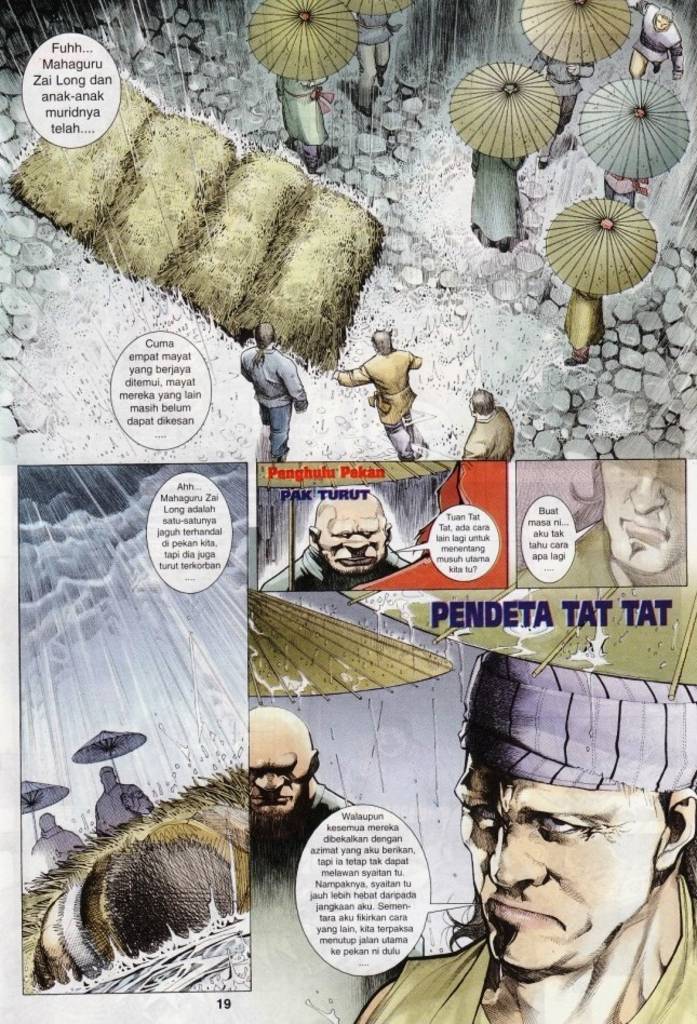 Fuhh...
Mahaguru
Zai Long dan
anak-anak
muridnya
telah....
Cuma
empat mayat
yang berjaya
ditemui, mayat
mereka yang lain
masih belum
dapat dikesan
....
Ahh...
Mahaguru Zai
Long adalah
satu-satunya
jaguh terhandal
di pekan kita,
tapi dia juga
turut terkorban
....
Penghulu Pekan
PAK TURUT
Tuan Tat
Tat, ada cara
lain lagi untuk
menentang
musuh utama
kita tu?
Buat
masa ni...
aku tak
tahu cara
apa lagi
....
PENDETA TAT TAT
Walaupun
kesemua mereka
dibekalkan dengan
azimat yang aku berikan,
tapi ia tetap tak dapat
melawan syaitan tu.
Nampaknya, syaitan tu
jauh lebih hebat daripada
jangkaan aku. Semen-
tara aku fikirkan cara
yang lain, kita terpaksa
menutup jalan utama
ke pekan ni dulu
....
19